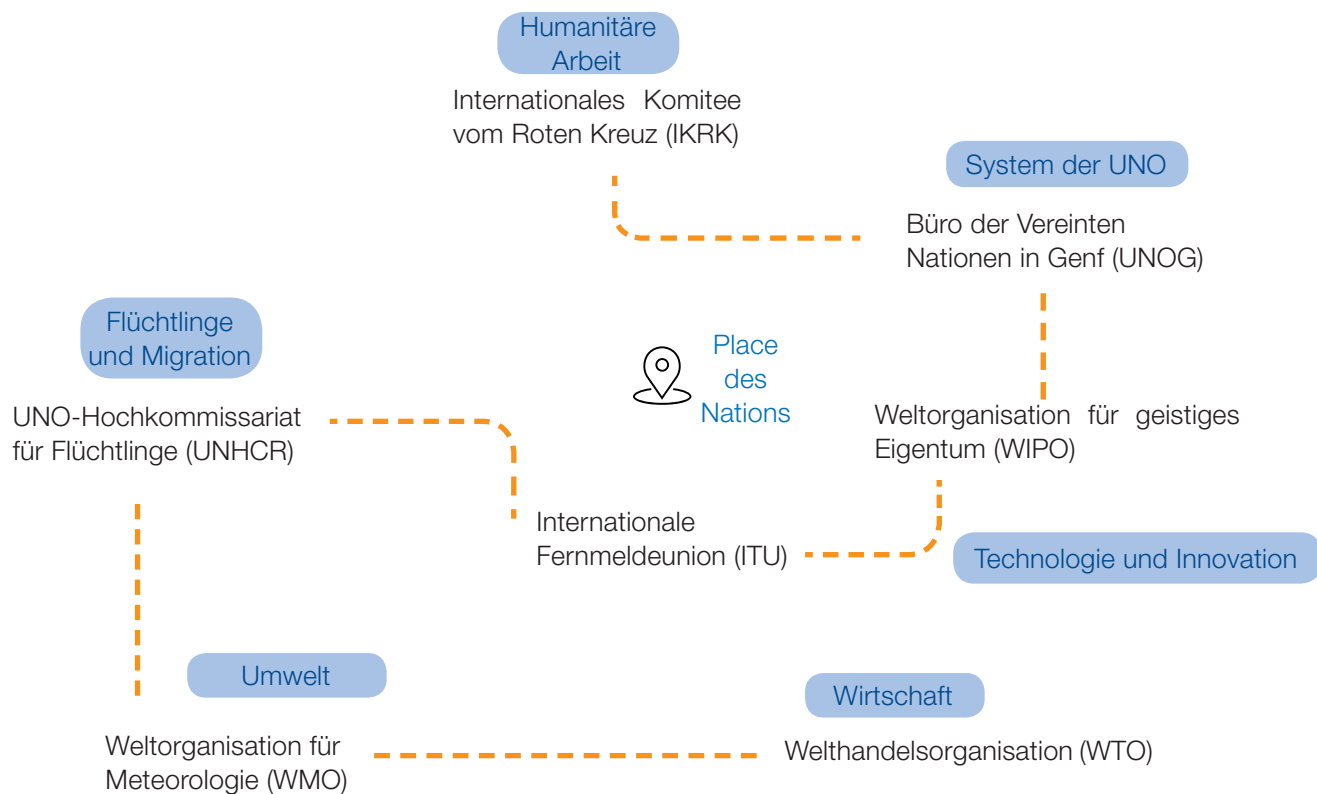 Humanitäre
Arbeit
Internationales Komitee
vom Roten Kreuz (IKRK)
System der UNO
Büro der Vereinten
Nationen in Genf (UNOG)
Flüchtlinge
und Migration
UNO-Hochkommissariat
für Flüchtlinge (UNHCR)
Place
des
Nations
Weltorganisation für geistiges
Eigentum (WIPO)
Internationale
Fernmeldeunion (ITU)
Technologie und Innovation
Umwelt
Weltorganisation für
Meteorologie (WMO)
Wirtschaft
Welthandelsorganisation (WTO)